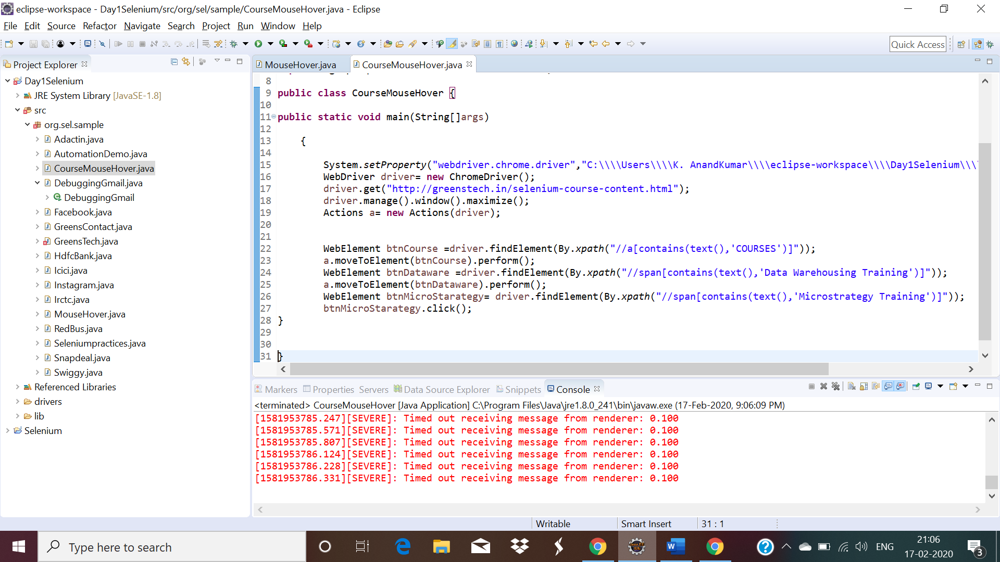 eclipse-workspace - Day1Selenium/src/org/sel/sample/CourseMouseHover.java - Eclipse
File Edit Source Refactor Navigate Search Project Run Window Help
Quick Access
Project Explorer
Day1Selenium
JRE System Library [JavaSE-1.8]
src
org.sel.sample
Adactin.java
AutomationDemo.java
CourseMouseHover.java
DebuggingGmail.java
DebuggingGmail
Facebook.java
GreensContact.java
GreensTech.java
HdfcBank.java
Icici.java
Instagram.java
Irctc.java
MouseHover.java
RedBus.java
Seleniumpractices.java
Snapdeal.java
Swiggy.java
Referenced Libraries
drivers
lib
Selenium
MouseHover.java CourseMouseHover.java
8
9 public class CourseMouseHover {
10
11 public static void main(String[]args)
12
13 {
14
15 System.setProperty("webdriver.chrome.driver","C:\\\\Users\\\\K. AnandKumar\\\\eclipse-workspace\\\\Day1Selenium\\\
16 WebDriver driver= new ChromeDriver();
17 driver.get("http://greenstech.in/selenium-course-content.html");
18 driver.manage().window().maximize();
19 Actions a= new Actions(driver);
20
21
22 WebElement btnCourse =driver.findElement(By.xpath("//a[contains(text(),'COURSES')]"));
23 a.moveToElement(btnCourse).perform();
24 WebElement btnDataware =driver.findElement(By.xpath("//span[contains(text(),'Data Warehousing Training')]"));
25 a.moveToElement(btnDataware).perform();
26 WebElement btnMicroStarategy= driver.findElement(By.xpath("//span[contains(text(),'Microstrategy Training')]"));
27 btnMicroStarategy.click();
28 }
29
30
31 }
Markers Properties Servers Data Source Explorer Snippets Console
<terminated> CourseMouseHover [Java Application] C:\Program Files\Java\jre1.8.0_241\bin\javaw.exe (17-Feb-2020, 9:06:09 PM)
[1581953785.247][SEVERE]: Timed out receiving message from renderer: 0.100
[1581953785.571][SEVERE]: Timed out receiving message from renderer: 0.100
[1581953785.807][SEVERE]: Timed out receiving message from renderer: 0.100
[1581953786.124][SEVERE]: Timed out receiving message from renderer: 0.100
[1581953786.228][SEVERE]: Timed out receiving message from renderer: 0.100
[1581953786.331][SEVERE]: Timed out receiving message from renderer: 0.100
Writable Smart Insert 31 : 1
Type here to search
ENG
21:06
17-02-2020
3